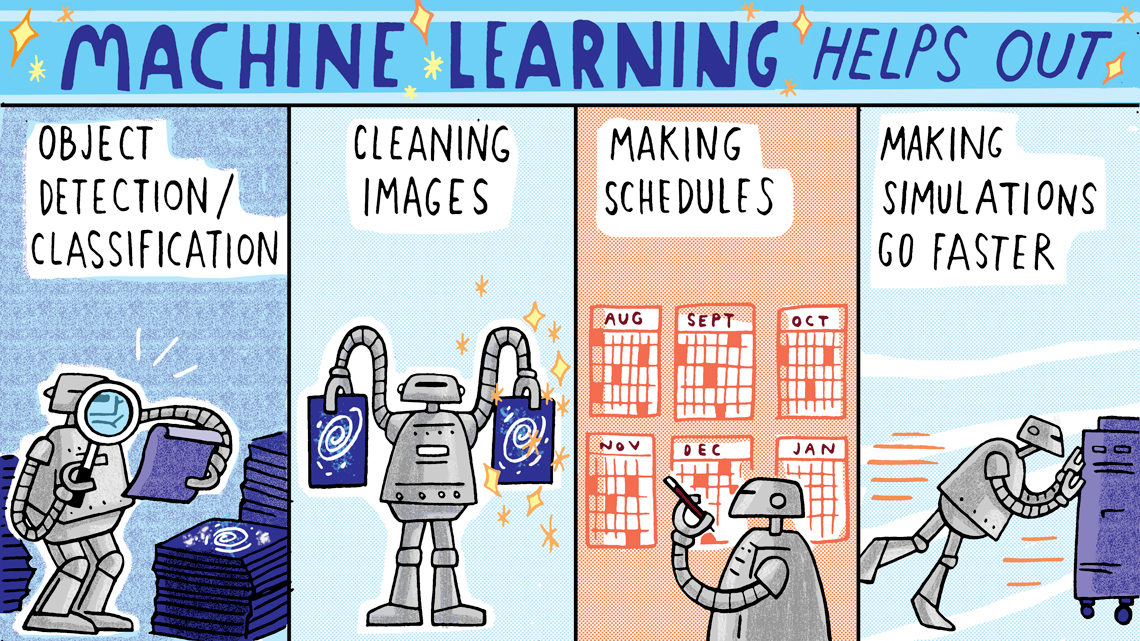 MACHINE LEARNING HELPS OUT
OBJECT
DETECTION/
CLASSIFICATION
CLEANING
IMAGES
MAKING
SCHEDULES
AUG
SEPT
OCT
NOV
DEC
JAN
MAKING
SIMULATIONS
GO FASTER